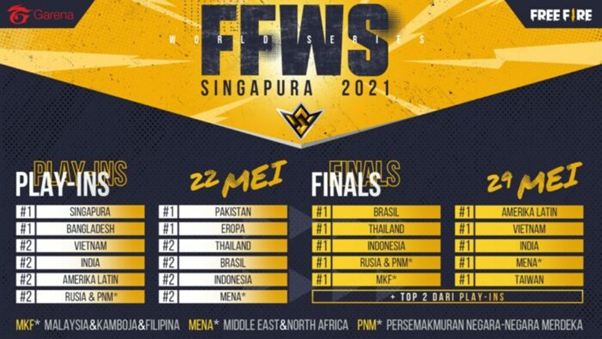 Garena
FREE FIRE
FFWS
WORLD SERIES
SINGAPURA 2021
PLAY-INS
22 MEI
#1 SINGAPURA
#1 BANGLADESH
#2 VIETNAM
#2 INDIA
#2 AMERIKA LATIN
#2 RUSIA & PNM*
#1 PAKISTAN
#1 EROPA
#2 THAILAND
#2 BRASIL
#2 INDONESIA
#2 MENA*
FINALS
29 MEI
#1 BRASIL
#1 THAILAND
#1 INDONESIA
#1 RUSIA & PNM*
#1 MKF*
#1 AMERIKA LATIN
#1 VIETNAM
#1 INDIA
#1 MENA*
#1 TAIWAN
+ TOP 2 DARI PLAY-INS
MKF* MALAYSIA&KAMBOJA&FILIPINA MENA* MIDDLE EAST&NORTH AFRICA PNM* PERSEMAKMURAN NEGARA-NEGARA MERDEKA